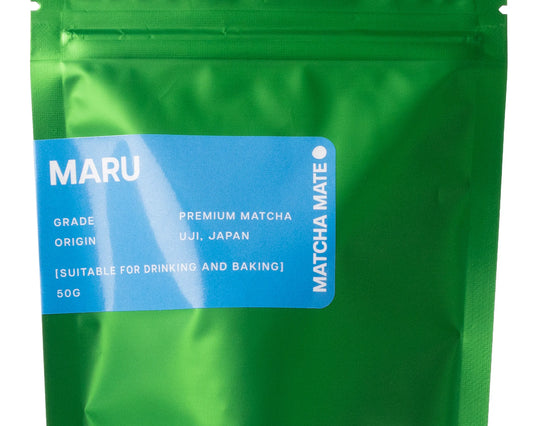 MARU
GRADE PREMIUM MATCHA
ORIGIN UJI, JAPAN
[SUITABLE FOR DRINKING AND BAKING]
50G
MATCHA MATE